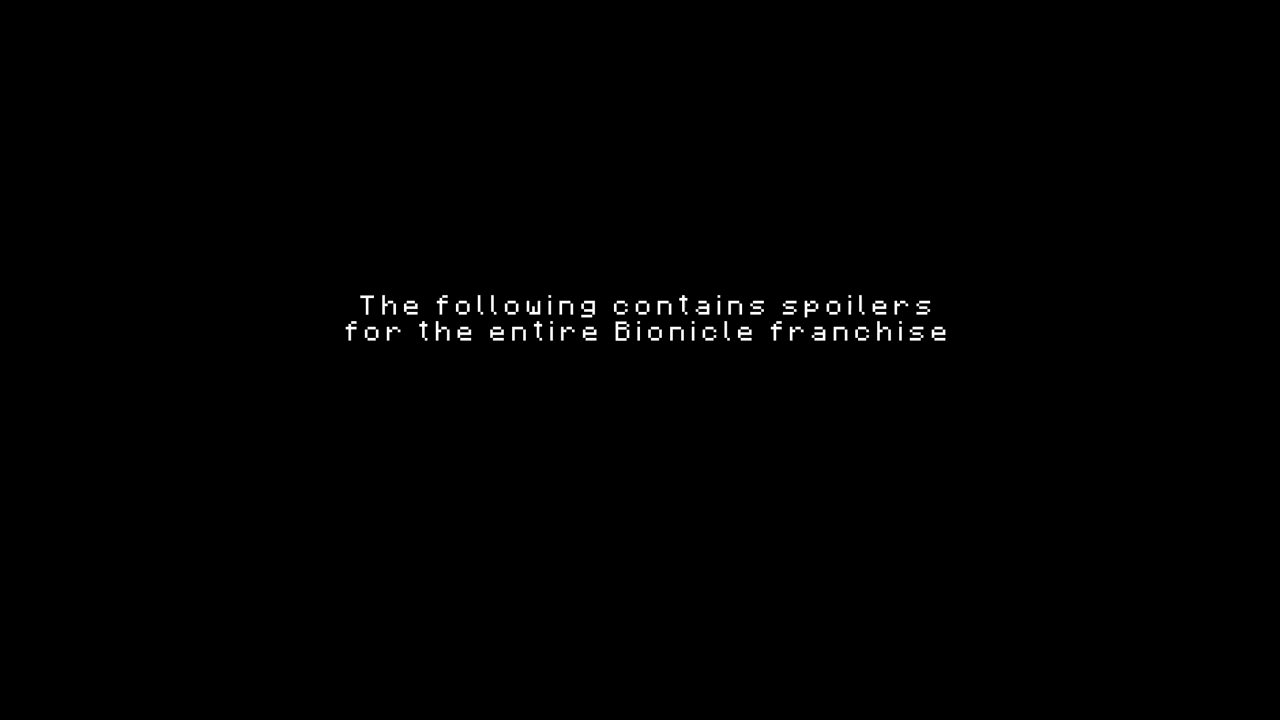 The following contains spoilers
for the entire Bionicle franchise